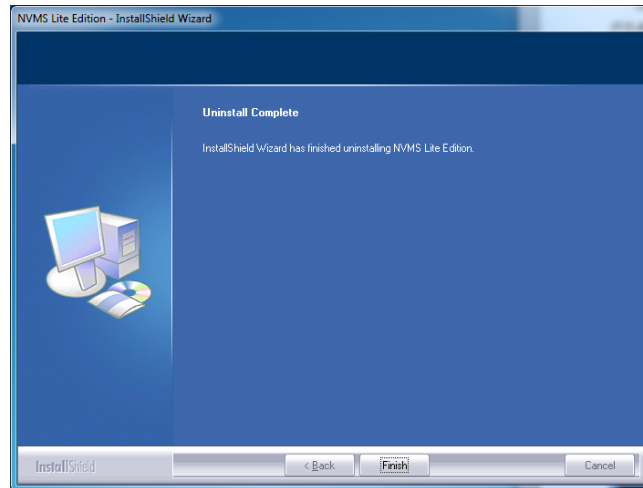 NVMS Lite Edition - InstallShield Wizard
Uninstall Complete
InstallShield Wizard has finished uninstalling NVMS Lite Edition.
InstallShield
< Back
Finish
Cancel